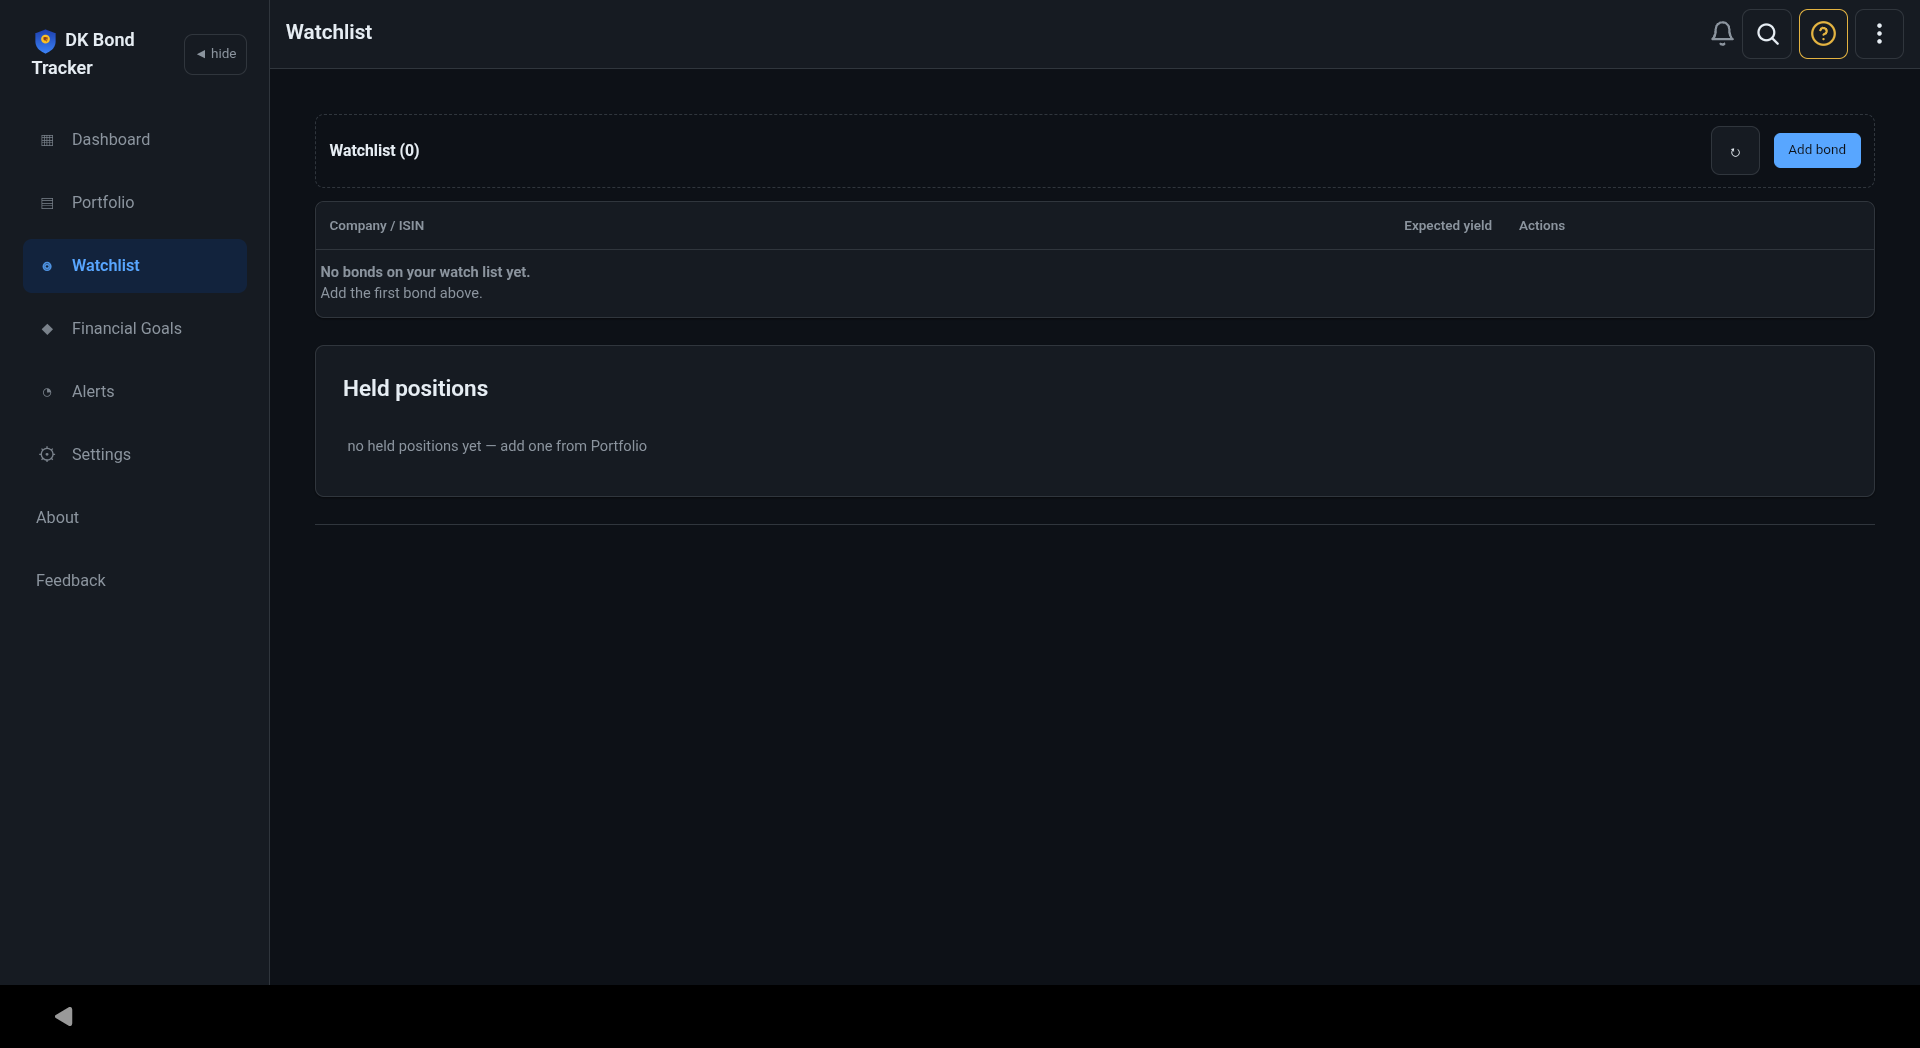 DK Bond
Tracker
◄ hide
Dashboard
Portfolio
Watchlist
Financial Goals
Alerts
Settings
About
Feedback
Watchlist
Watchlist (0)
Add bond
Company / ISIN
Expected yield
Actions
No bonds on your watch list yet.
Add the first bond above.
Held positions
no held positions yet — add one from Portfolio